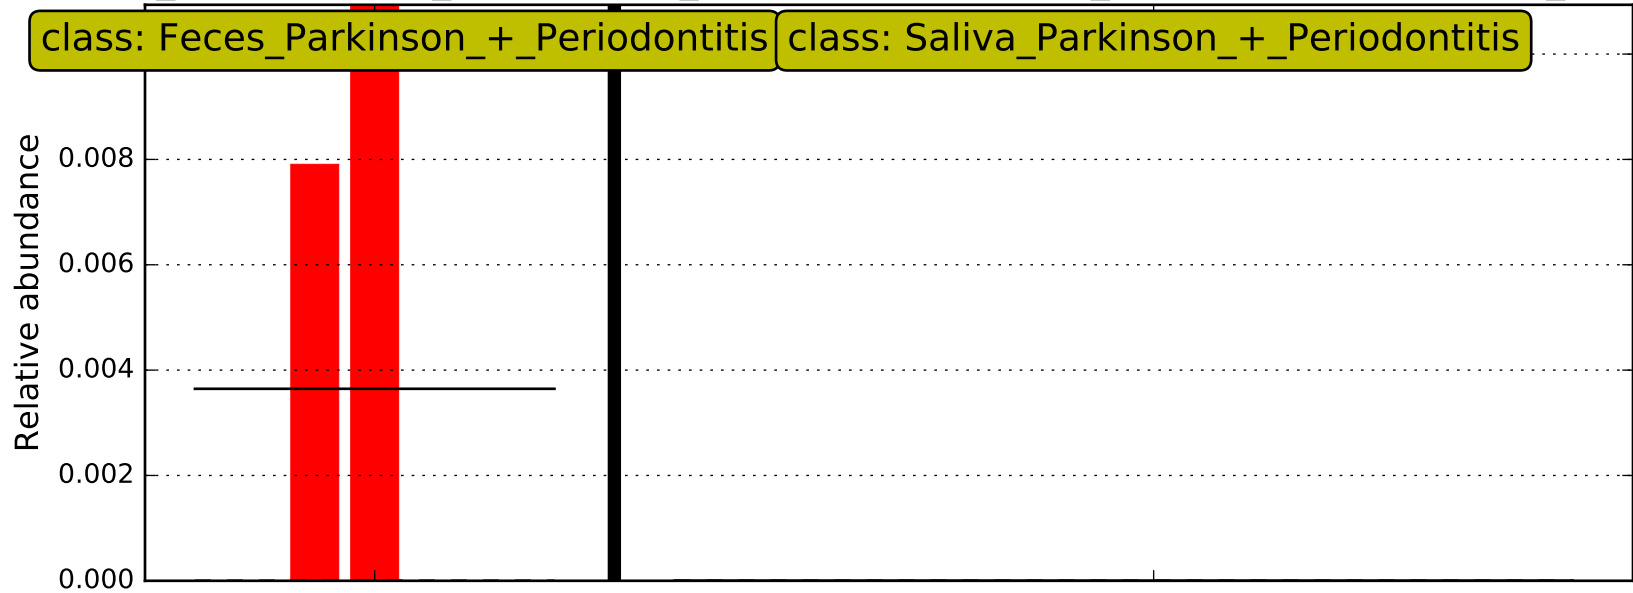 class: Feces_Parkinson_+_Periodontitis
class: Saliva_Parkinson_+_Periodontitis
Relative abundance
0.008
0.006
0.004
0.002
0.000